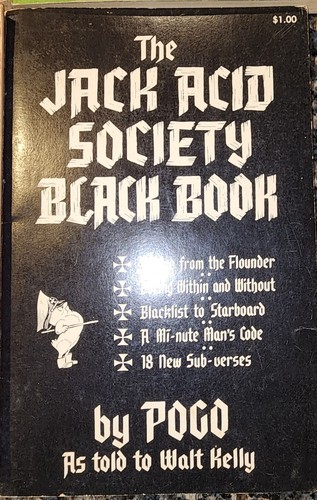 $1.00
The
JACK ACID
SOCIETY
BLACK BOOK
from the Flounder
Within and Without
Blacklist to Starboard
A Mi-nute Man's Code
18 New Sub-verses
by POGO
As told to Walt Kelly